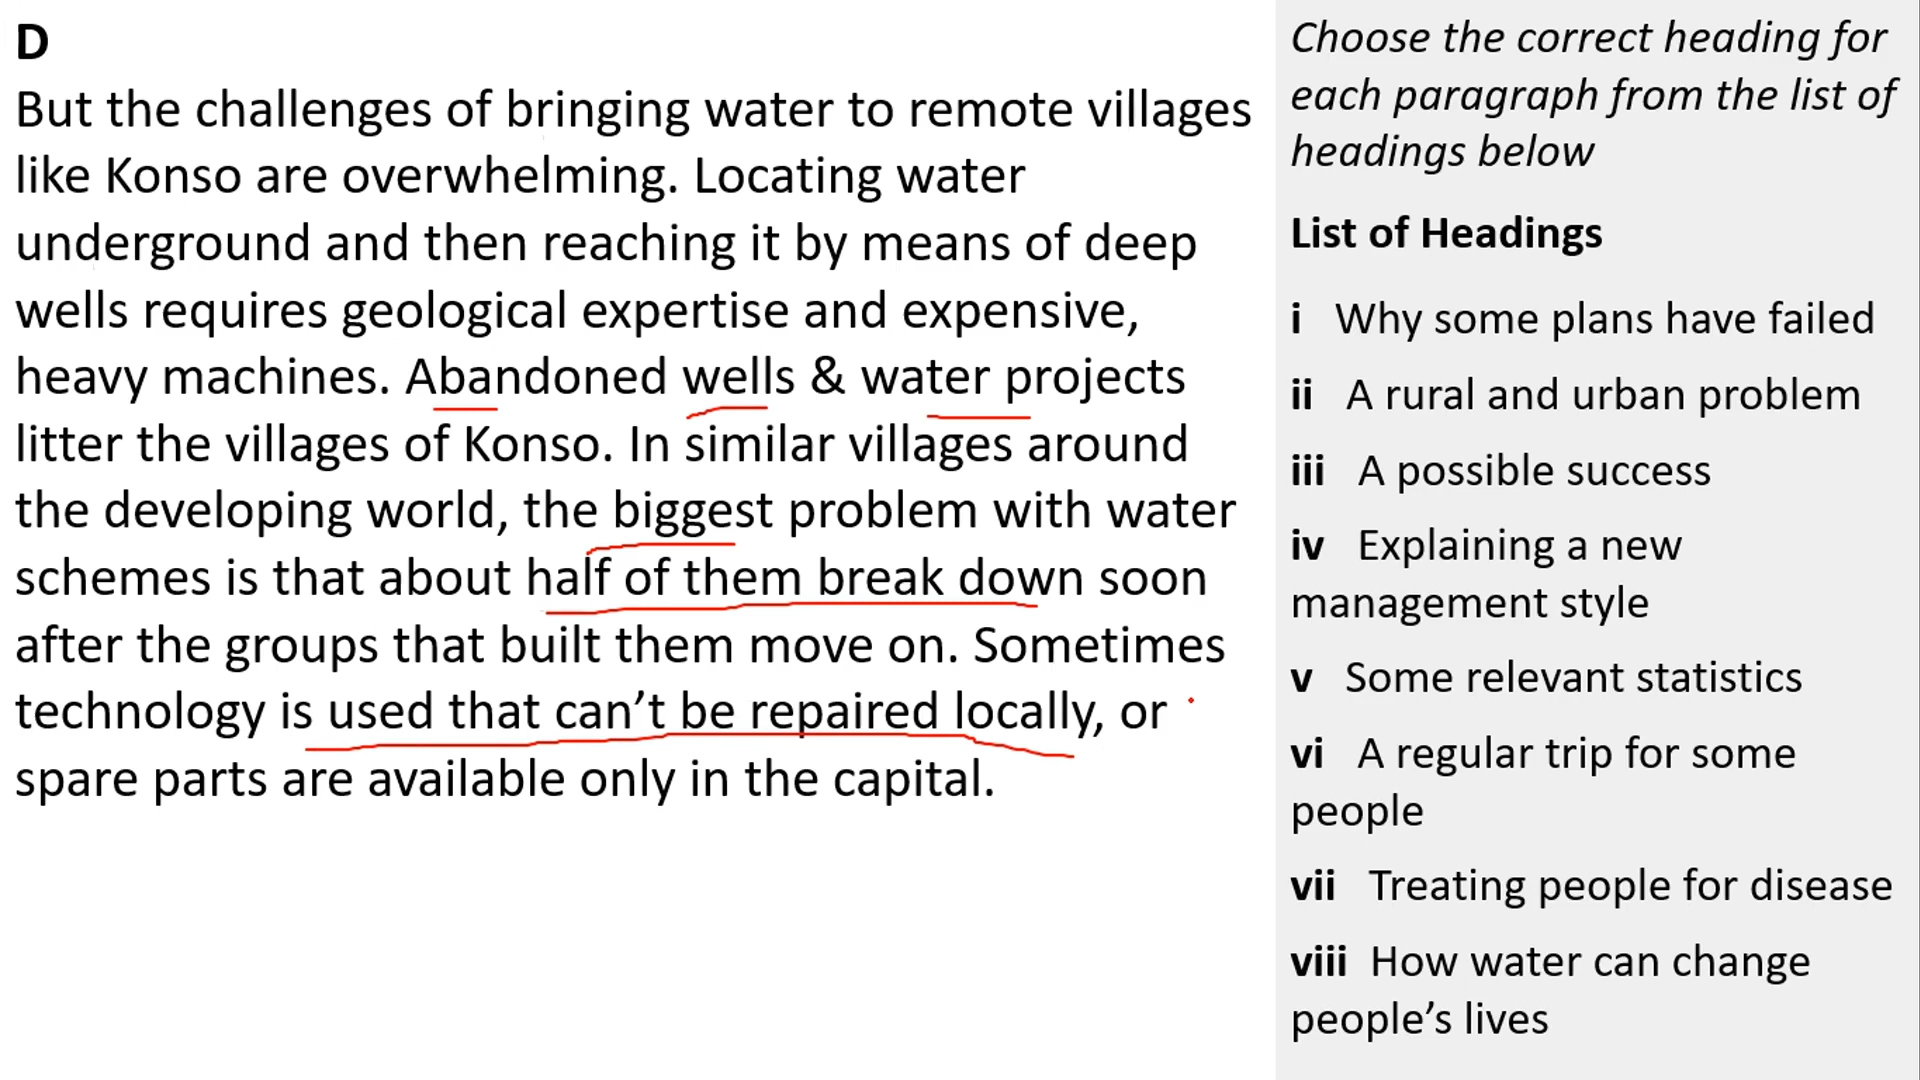 D
But the challenges of bringing water to remote villages
like Konso are overwhelming. Locating water
underground and then reaching it by means of deep
wells requires geological expertise and expensive,
heavy machines. Abandoned wells & water projects
litter the villages of Konso. In similar villages around
the developing world, the biggest problem with water
schemes is that about half of them break down soon
after the groups that built them move on. Sometimes
technology is used that can’t be repaired locally, or
spare parts are available only in the capital.
Choose the correct heading for
each paragraph from the list of
headings below
List of Headings
i Why some plans have failed
ii A rural and urban problem
iii A possible success
iv Explaining a new
management style
v Some relevant statistics
vi A regular trip for some
people
vii Treating people for disease
viii How water can change
people’s lives